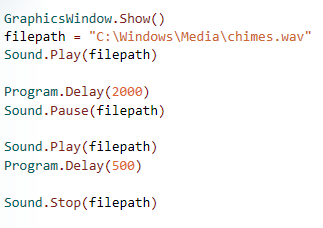 GraphicsWindow.Show()
filepath = "C:\Windows\Media\chimes.wav"
Sound.Play(filepath)
Program.Delay(2000)
Sound.Pause(filepath)
Sound.Play(filepath)
Program.Delay(500)
Sound.Stop(filepath)